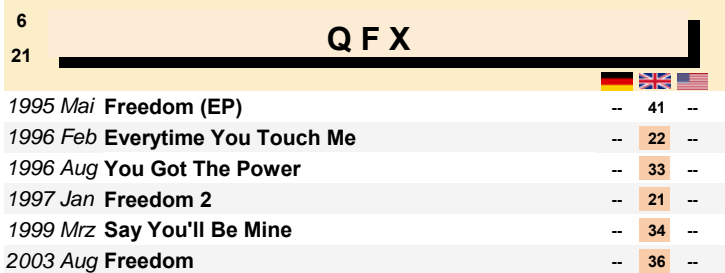 6
21
Q F X
1995 Mai Freedom (EP) -- 41 --
1996 Feb Everytime You Touch Me -- 22 --
1996 Aug You Got The Power -- 33 --
1997 Jan Freedom 2 -- 21 --
1999 Mrz Say You'll Be Mine -- 34 --
2003 Aug Freedom -- 36 --